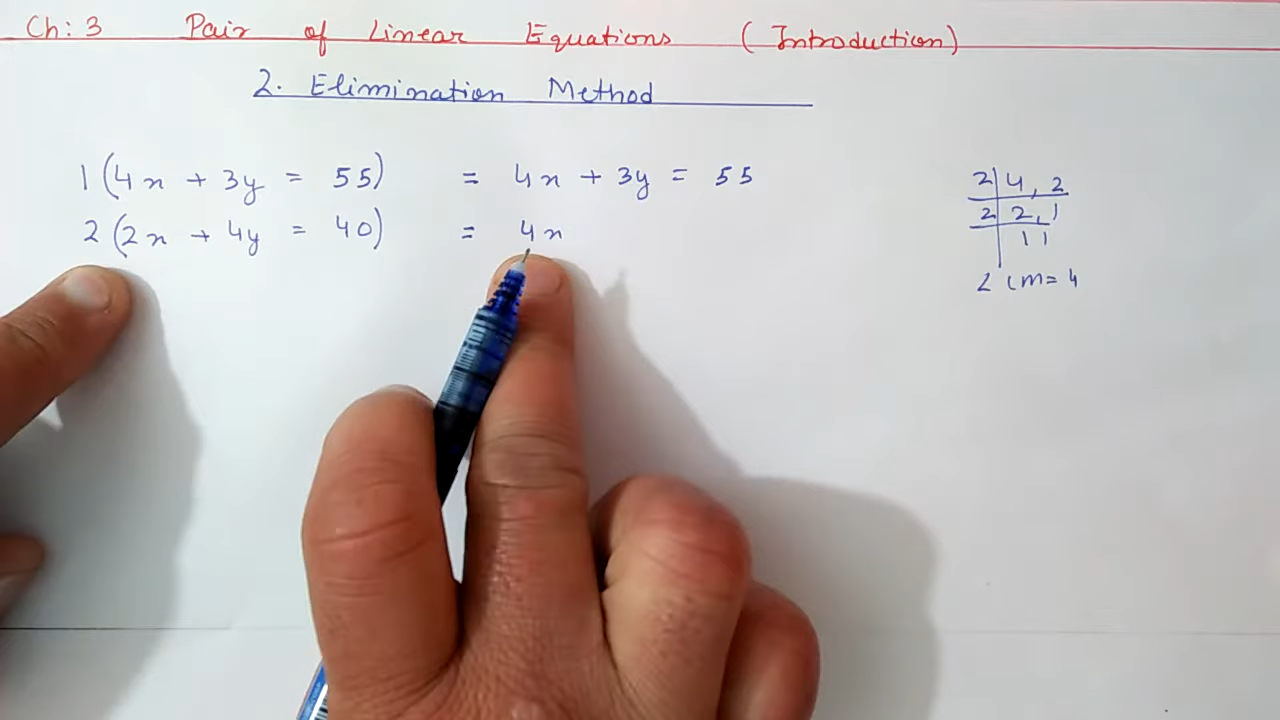 Ch: 3 Pair of Linear Equations (Introduction)
2. Elimination Method
1(4x + 3y = 55) = 4x + 3y = 55
2(2x + 4y = 40) = 4x
2 4, 2
2 2, 1
1 1
LCM = 4